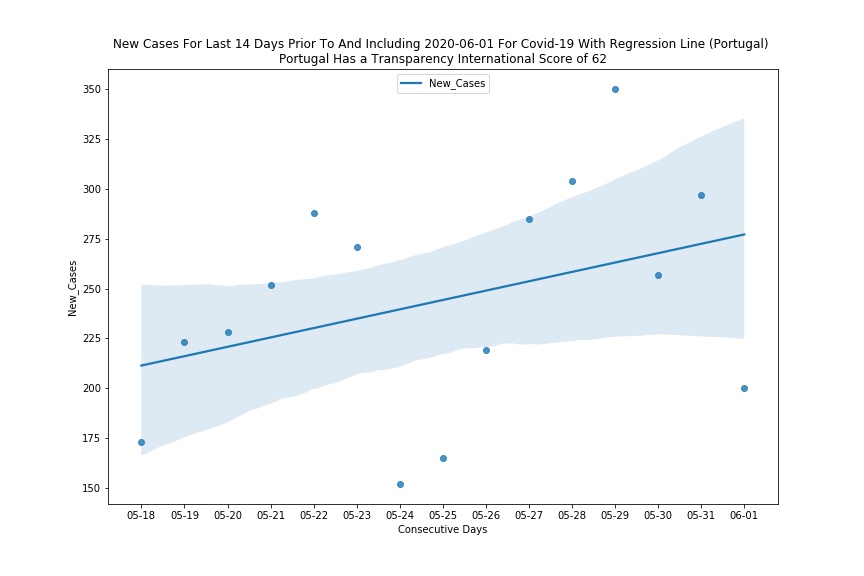 New Cases For Last 14 Days Prior To And Including 2020-06-01 For Covid-19 With Regression Line (Portugal)
Portugal Has a Transparency International Score of 62
New_Cases
350
325
300
275
250
225
200
175
150
New_Cases
05-18 05-19 05-20 05-21 05-22 05-23 05-24 05-25 05-26 05-27 05-28 05-29 05-30 05-31 06-01
Consecutive Days